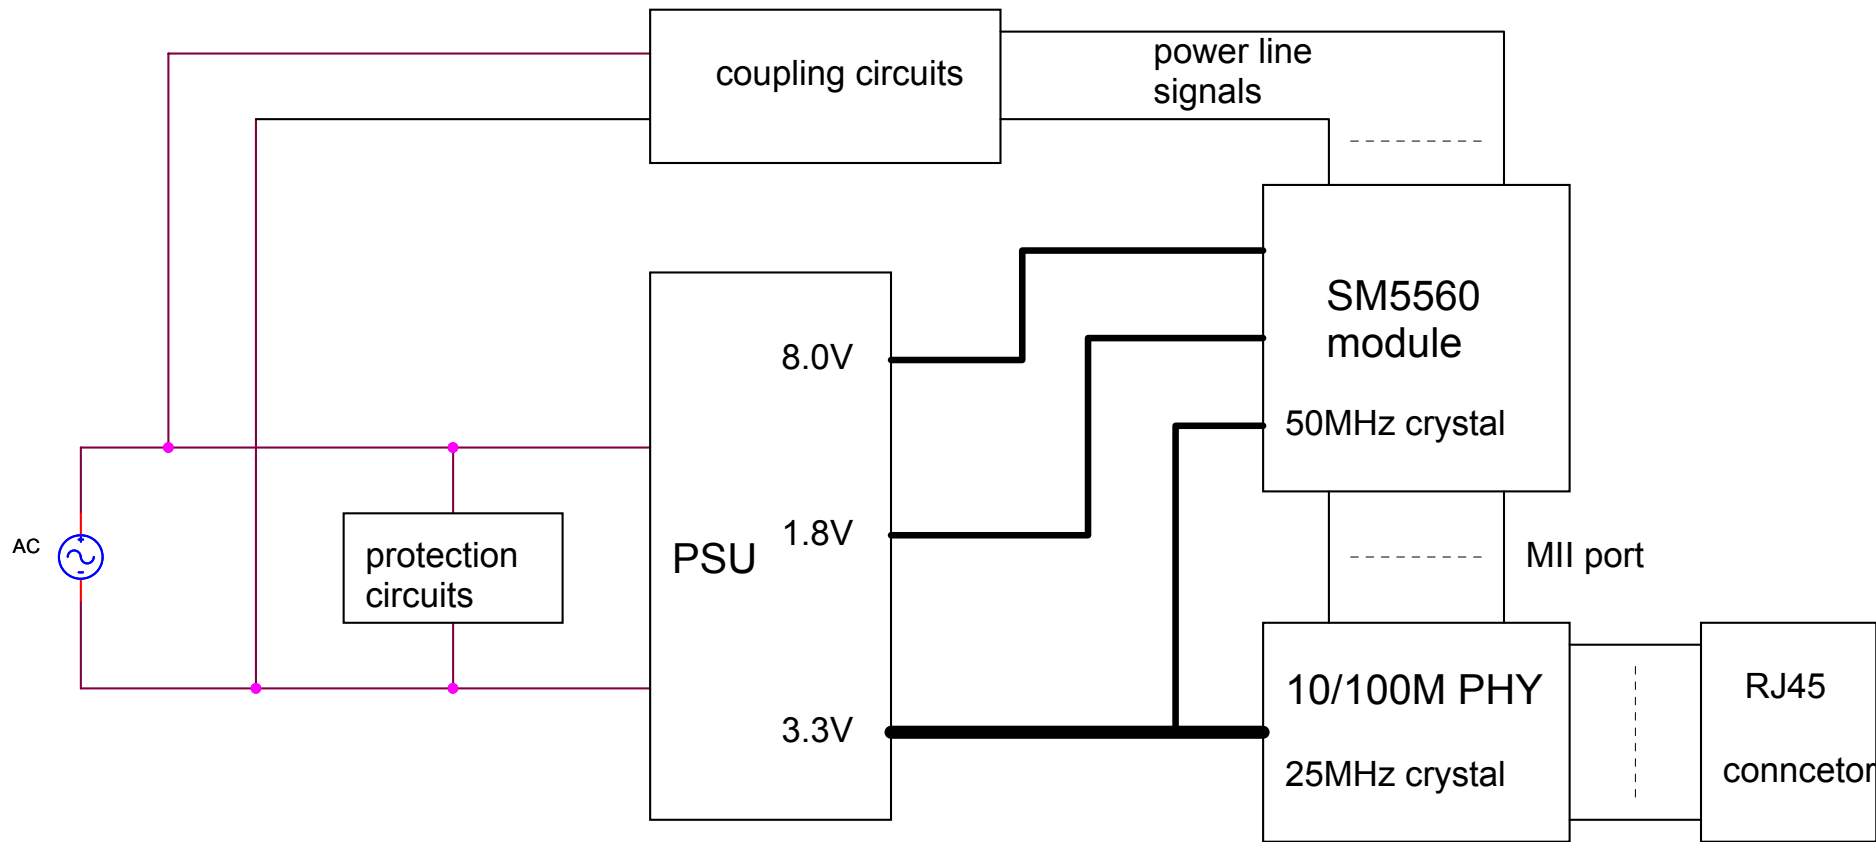 coupling circuits
power line
signals
SM5560
module
50MHz crystal
8.0V
1.8V
3.3V
PSU
AC
protection
circuits
MII port
10/100M PHY
25MHz crystal
RJ45
conncetor